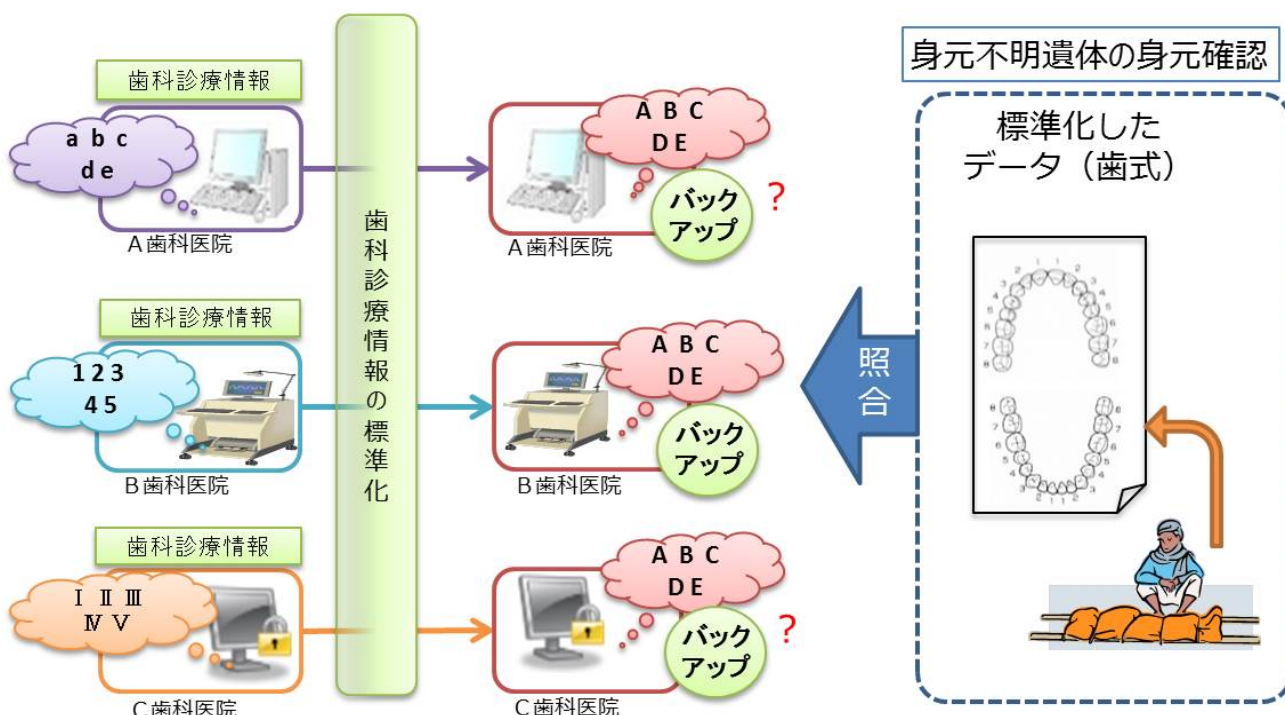 歯科診療情報
a b c
d e
A歯科医院
歯科診療情報
1 2 3
4 5
B歯科医院
歯科診療情報
Ⅰ Ⅱ Ⅲ
Ⅳ Ⅴ
C歯科医院
歯科診療情報の標準化
A B C
D E
バック
アップ
?
A歯科医院
A B C
D E
バック
アップ
B歯科医院
A B C
D E
バック
アップ
?
C歯科医院
照合
身元不明遺体の身元確認
標準化した
データ（歯式）